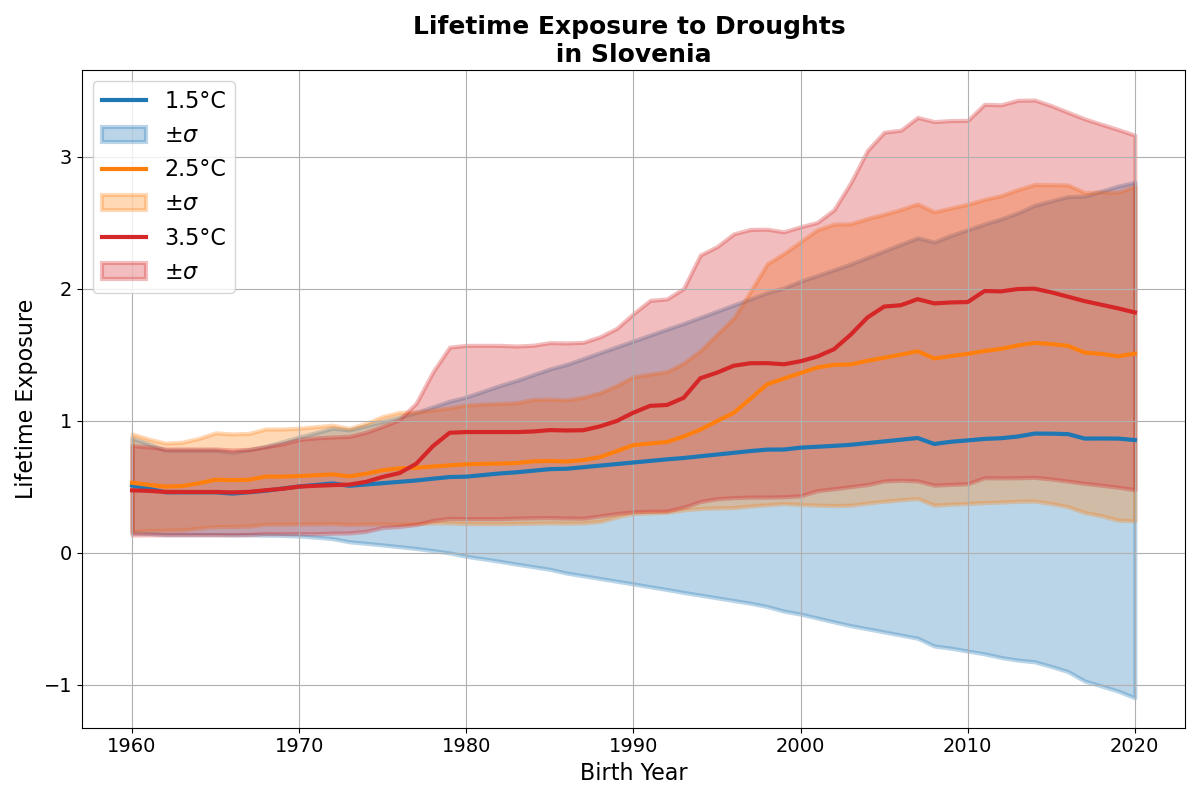 Lifetime Exposure to Droughts
in Slovenia
1.5°C
±σ
2.5°C
±σ
3.5°C
±σ
Lifetime Exposure
3
2
1
0
−1
1960 1970 1980 1990 2000 2010 2020
Birth Year